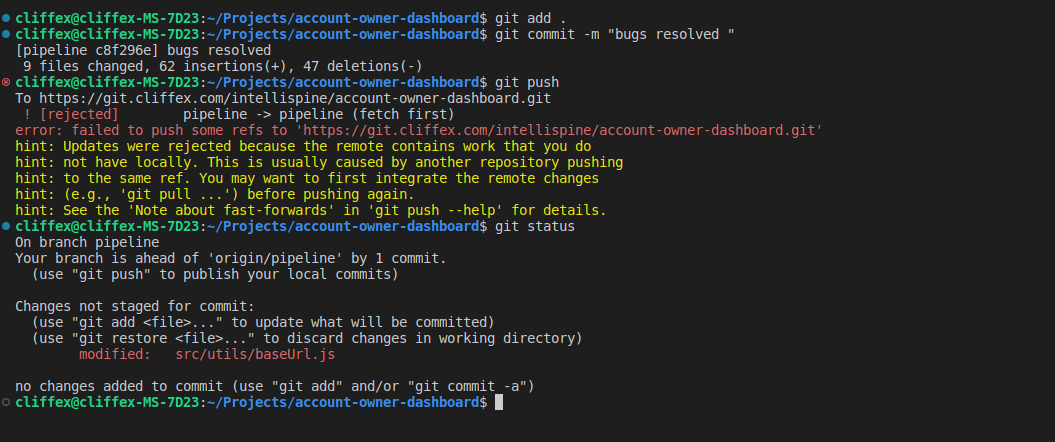 cliffex@cliffex-MS-7D23:~/Projects/account-owner-dashboard$ git add .
cliffex@cliffex-MS-7D23:~/Projects/account-owner-dashboard$ git commit -m "bugs resolved "
[pipeline c8f296e] bugs resolved
 9 files changed, 62 insertions(+), 47 deletions(-)
cliffex@cliffex-MS-7D23:~/Projects/account-owner-dashboard$ git push
To https://git.cliffex.com/intellispine/account-owner-dashboard.git
 ! [rejected]        pipeline -> pipeline (fetch first)
error: failed to push some refs to 'https://git.cliffex.com/intellispine/account-owner-dashboard.git'
hint: Updates were rejected because the remote contains work that you do
hint: not have locally. This is usually caused by another repository pushing
hint: to the same ref. You may want to first integrate the remote changes
hint: (e.g., 'git pull ...') before pushing again.
hint: See the 'Note about fast-forwards' in 'git push --help' for details.
cliffex@cliffex-MS-7D23:~/Projects/account-owner-dashboard$ git status
On branch pipeline
Your branch is ahead of 'origin/pipeline' by 1 commit.
  (use "git push" to publish your local commits)

Changes not staged for commit:
  (use "git add <file>..." to update what will be committed)
  (use "git restore <file>..." to discard changes in working directory)
        modified:   src/utils/baseUrl.js

no changes added to commit (use "git add" and/or "git commit -a")
cliffex@cliffex-MS-7D23:~/Projects/account-owner-dashboard$